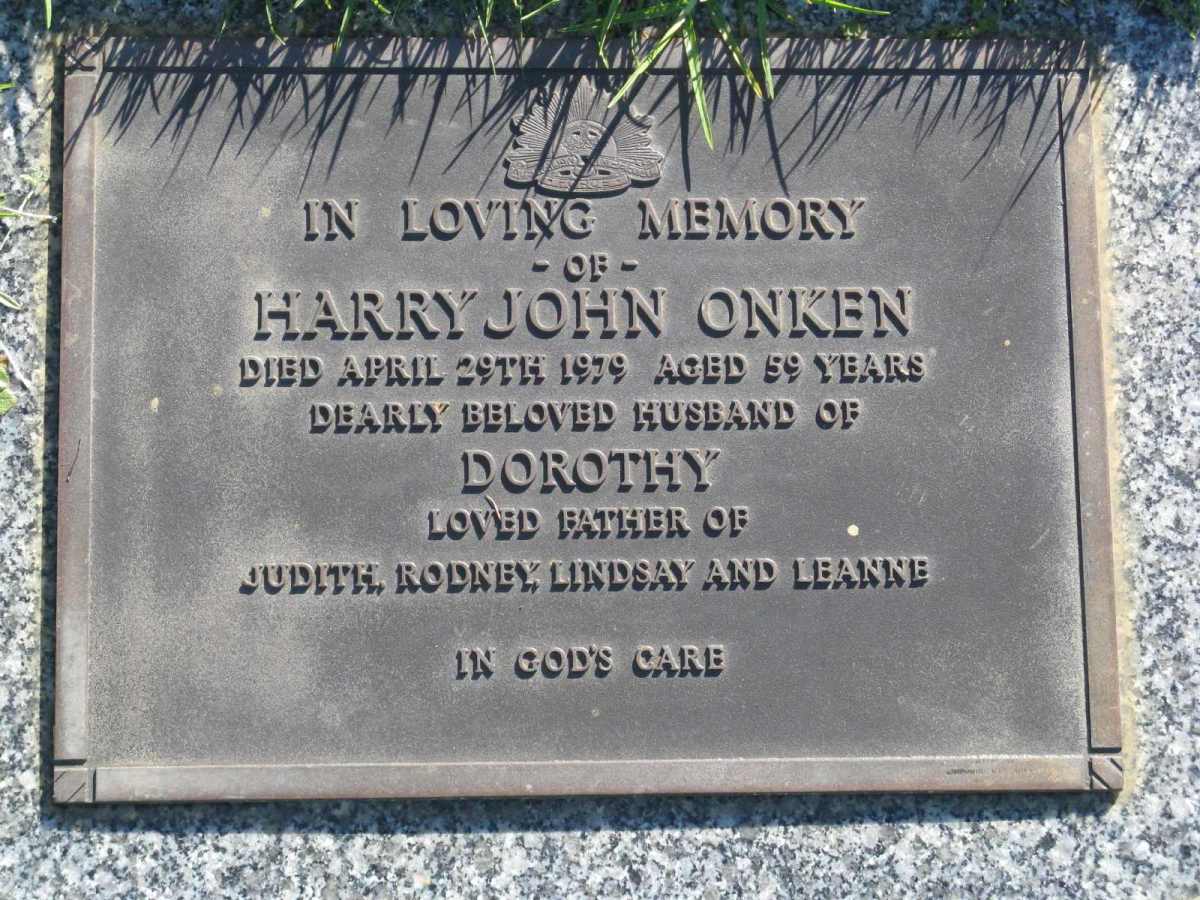 IN LOVING MEMORY
- OF -
HARRY JOHN ONKEN
DIED APRIL 29TH 1979 AGED 59 YEARS
DEARLY BELOVED HUSBAND OF
DOROTHY
LOVED FATHER OF
JUDITH, RODNEY, LINDSAY AND LEANNE
IN GOD'S CARE